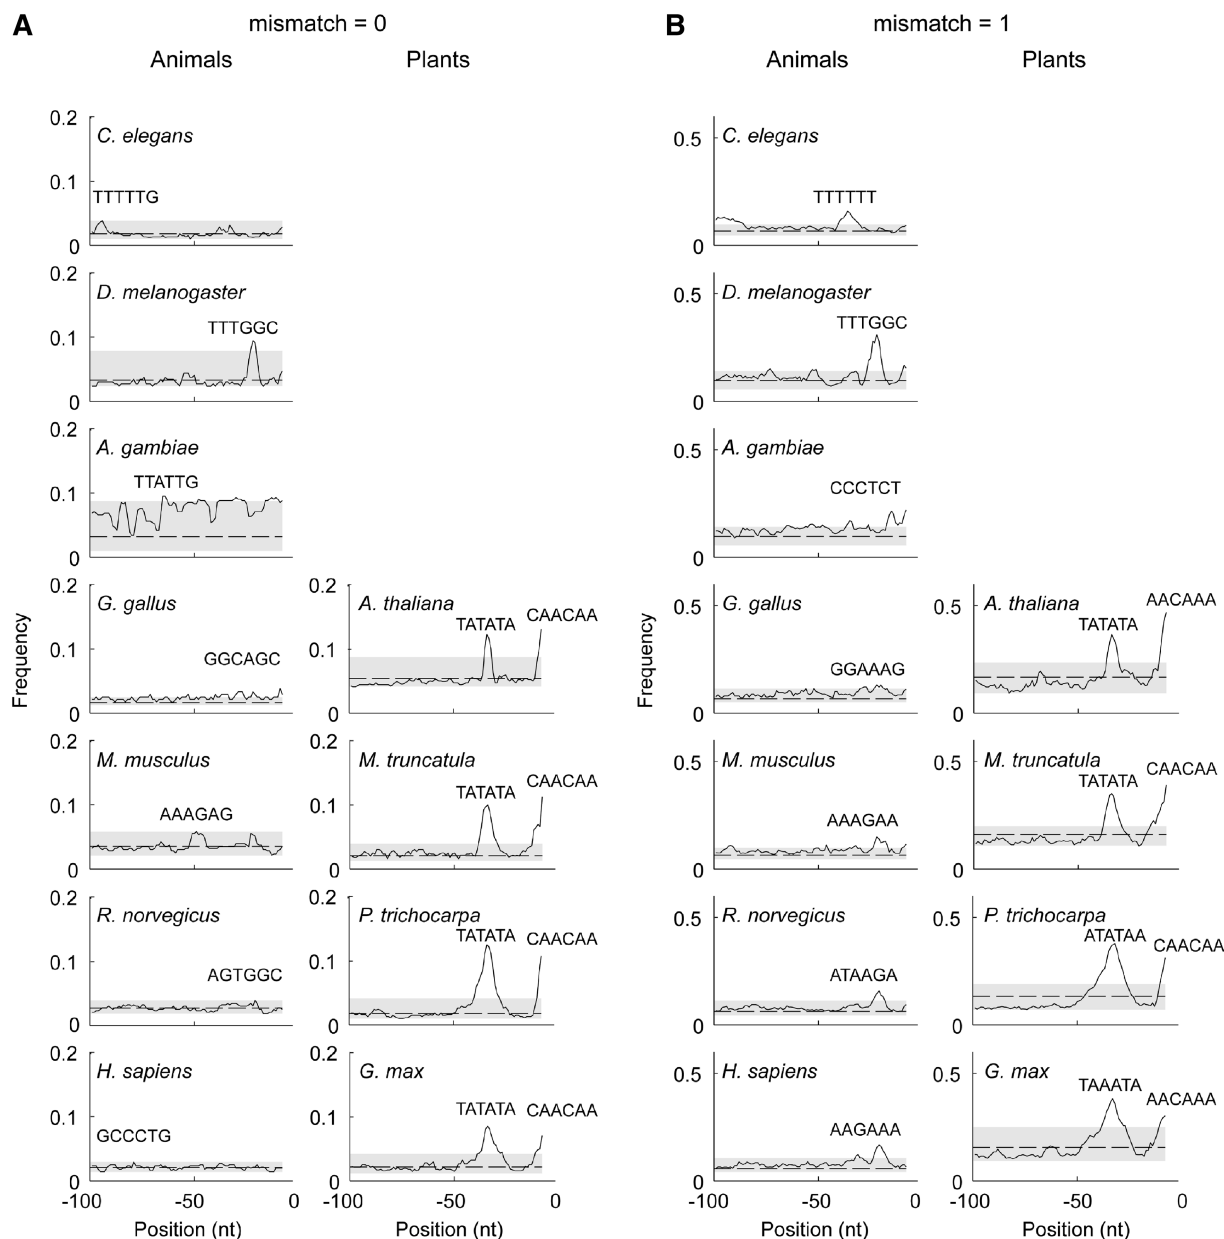 A
mismatch = 0
Animals
Plants
0.2
C. elegans
0.1
TTTTTG
0
0.2
D. melanogaster
TTTGGC
0.1
0
0.2
A. gambiae
TTATTG
0.1
0
Frequency
0.2
G. gallus
0.1
GGCAGC
0
0.2
A. thaliana
TATATA
CAACAA
0.1
0
0.2
M. musculus
0.1
AAAGAG
0
0.2
M. truncatula
TATATA
CAACAA
0.1
0
0.2
R. norvegicus
0.1
AGTGGC
0
0.2
P. trichocarpa
TATATA
CAACAA
0.1
0
0.2
H. sapiens
0.1
GCCCTG
0
-100
-50
0
Position (nt)
0.2
G. max
TATATA
CAACAA
0.1
0
-100
-50
0
Position (nt)
B
mismatch = 1
Animals
Plants
0.5
C. elegans
TTTTTT
0
0.5
D. melanogaster
TTTGGC
0
0.5
A. gambiae
CCCTCT
0
Frequency
0.5
G. gallus
GGAAAG
0
0.5
A. thaliana
TATATA
AACAAA
0
0.5
M. musculus
AAAGAA
0
0.5
M. truncatula
TATATA
CAACAA
0
0.5
R. norvegicus
ATAAGA
0
0.5
P. trichocarpa
ATATAA
CAACAA
0
0.5
H. sapiens
AAGAAA
0
-100
-50
0
Position (nt)
0.5
G. max
TAAATA
AACAAA
0
-100
-50
0
Position (nt)